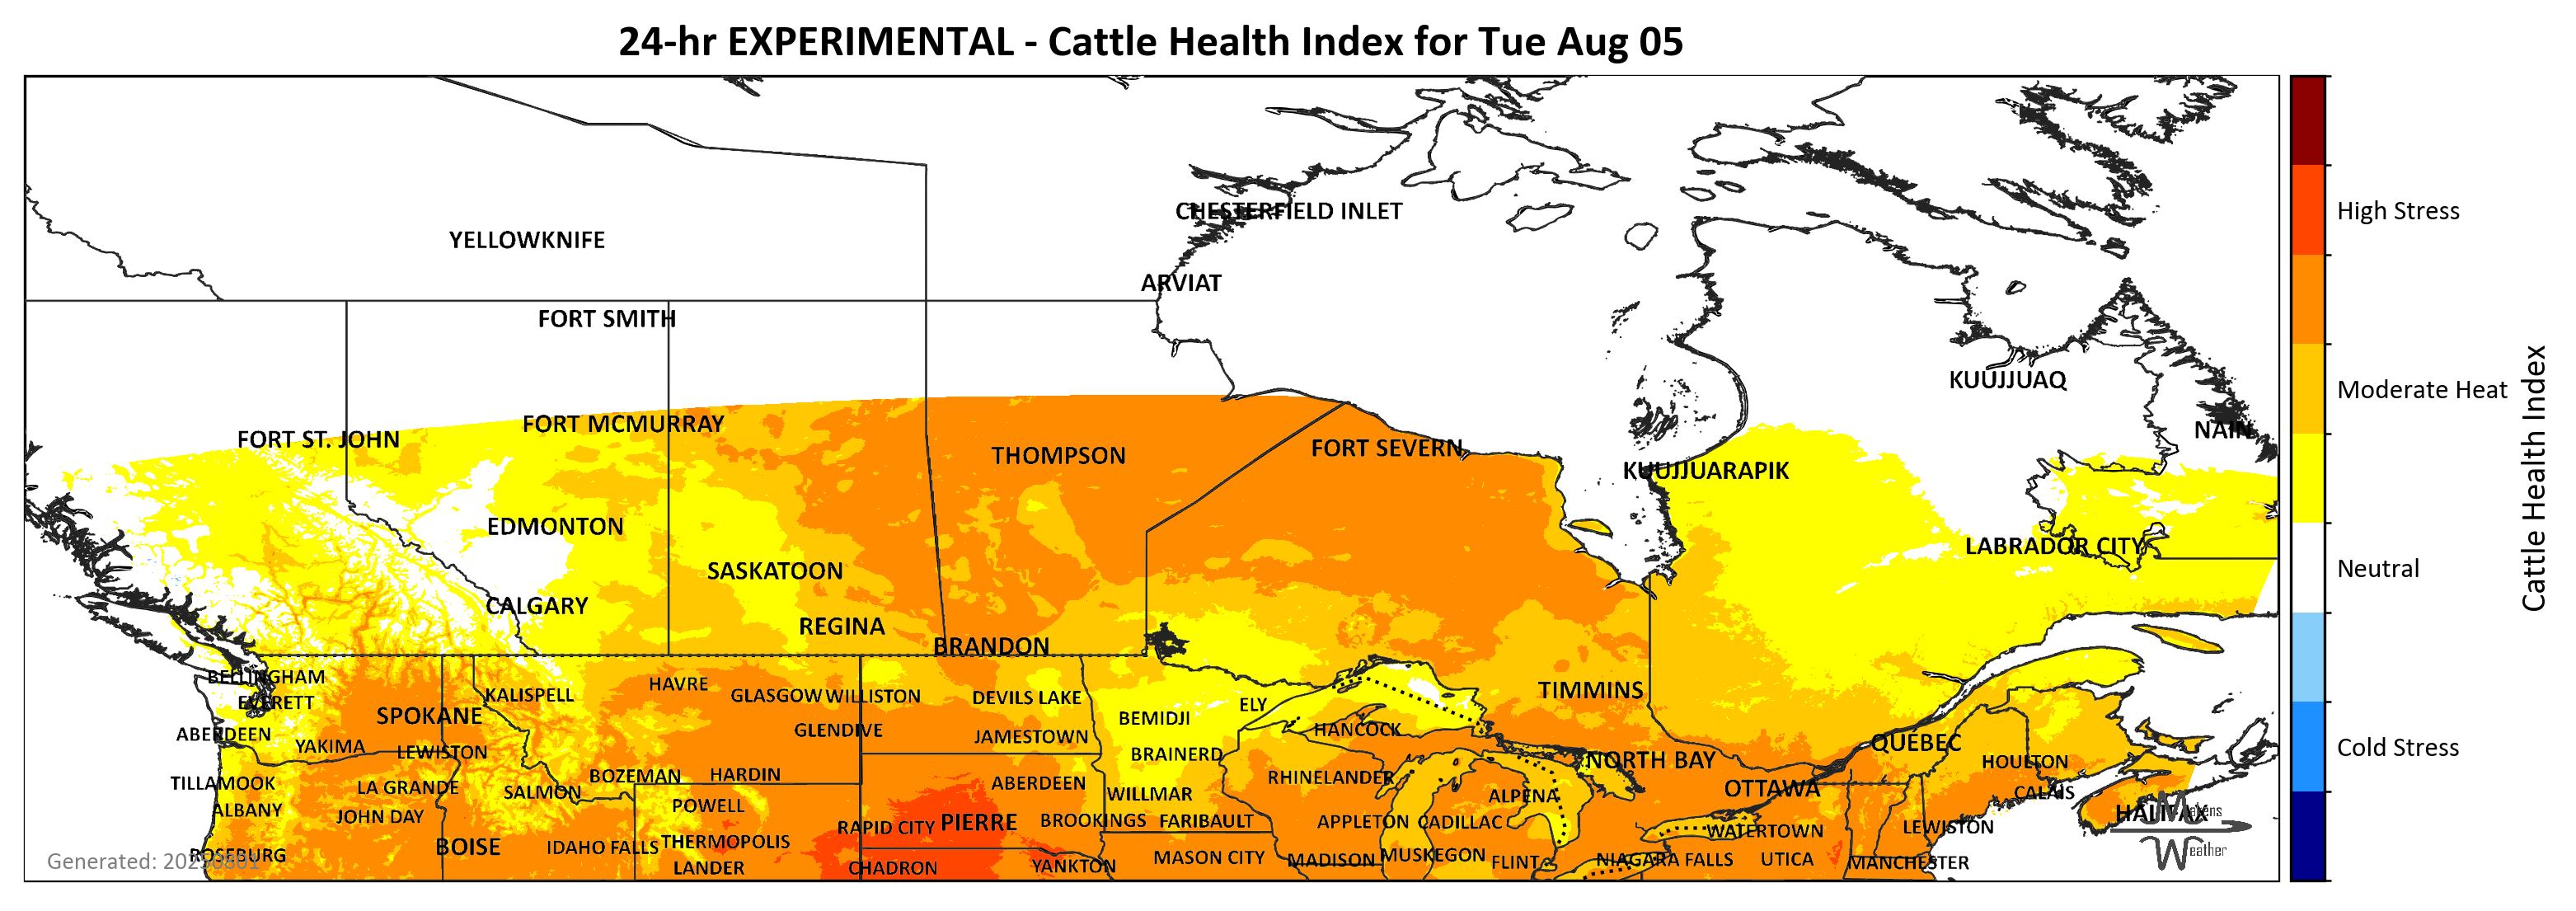 24-hr EXPERIMENTAL - Cattle Health Index for Tue Aug 05
CHESTERFIELD INLET
YELLOWKNIFE
ARVIAT
FORT SMITH
KUUJJUAQ
FORT MCMURRAY
NAIN
FORT ST. JOHN
FORT SEVERN
THOMPSON
KUUJJUARAPIK
EDMONTON
LABRADOR CITY
SASKATOON
CALGARY
REGINA
BRANDON
BELLINGHAM
HAVRE
TIMMINS
KALISPELL
GLASGOW
WILLISTON
DEVILS LAKE
EVERETT
ELY
SPOKANE
BEMIDJI
GLENDIVE
HANCOCK
ABERDEEN
JAMESTOWN
QUEBEC
YAKIMA
LEWISTON
BRAINERD
NORTH BAY
HOULTON
BOZEMAN
HARDIN
RHINELANDER
TILLAMOOK
LA GRANDE
ABERDEEN
OTTAWA
SALMON
WILLMAR
ALPENA
CALAIS
POWELL
ALBANY
JOHN DAY
HALIFAX
Makens
Weather
RAPID CITY
PIERRE
BROOKINGS
FARIBAULT
APPLETON
CADILLAC
WATERTOWN
LEWISTON
BOISE
IDAHO FALLS
THERMOPOLIS
ROSEBURG
MASON CITY
MADISON
MUSKEGON
FLINT
NIAGARA FALLS
UTICA
MANCHESTER
LANDER
CHADRON
YANKTON
Generated: 20250801
High Stress
Moderate Heat
Neutral
Cold Stress
Cattle Health Index